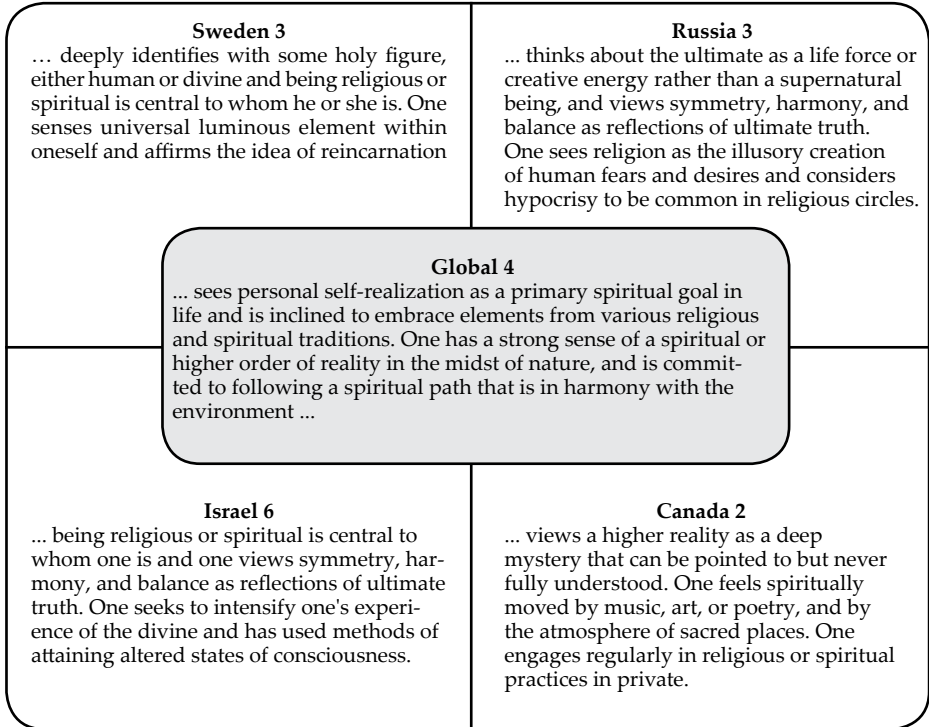 Sweden 3
… deeply identifies with some holy figure,
either human or divine and being religious or
spiritual is central to whom he or she is. One
senses universal luminous element within
oneself and affirms the idea of reincarnation
Russia 3
... thinks about the ultimate as a life force or
creative energy rather than a supernatural
being, and views symmetry, harmony, and
balance as reflections of ultimate truth.
One sees religion as the illusory creation
of human fears and desires and considers
hypocrisy to be common in religious circles.
Global 4
... sees personal self-realization as a primary spiritual goal in
life and is inclined to embrace elements from various religious
and spiritual traditions. One has a strong sense of a spiritual or
higher order of reality in the midst of nature, and is commit-
ted to following a spiritual path that is in harmony with the
environment ...
Israel 6
... being religious or spiritual is central to
whom one is and one views symmetry, har-
mony, and balance as reflections of ultimate
truth. One seeks to intensify one's experi-
ence of the divine and has used methods of
attaining altered states of consciousness.
Canada 2
... views a higher reality as a deep
mystery that can be pointed to but never
fully understood. One feels spiritually
moved by music, art, or poetry, and by
the atmosphere of sacred places. One
engages regularly in religious or spiritual
practices in private.